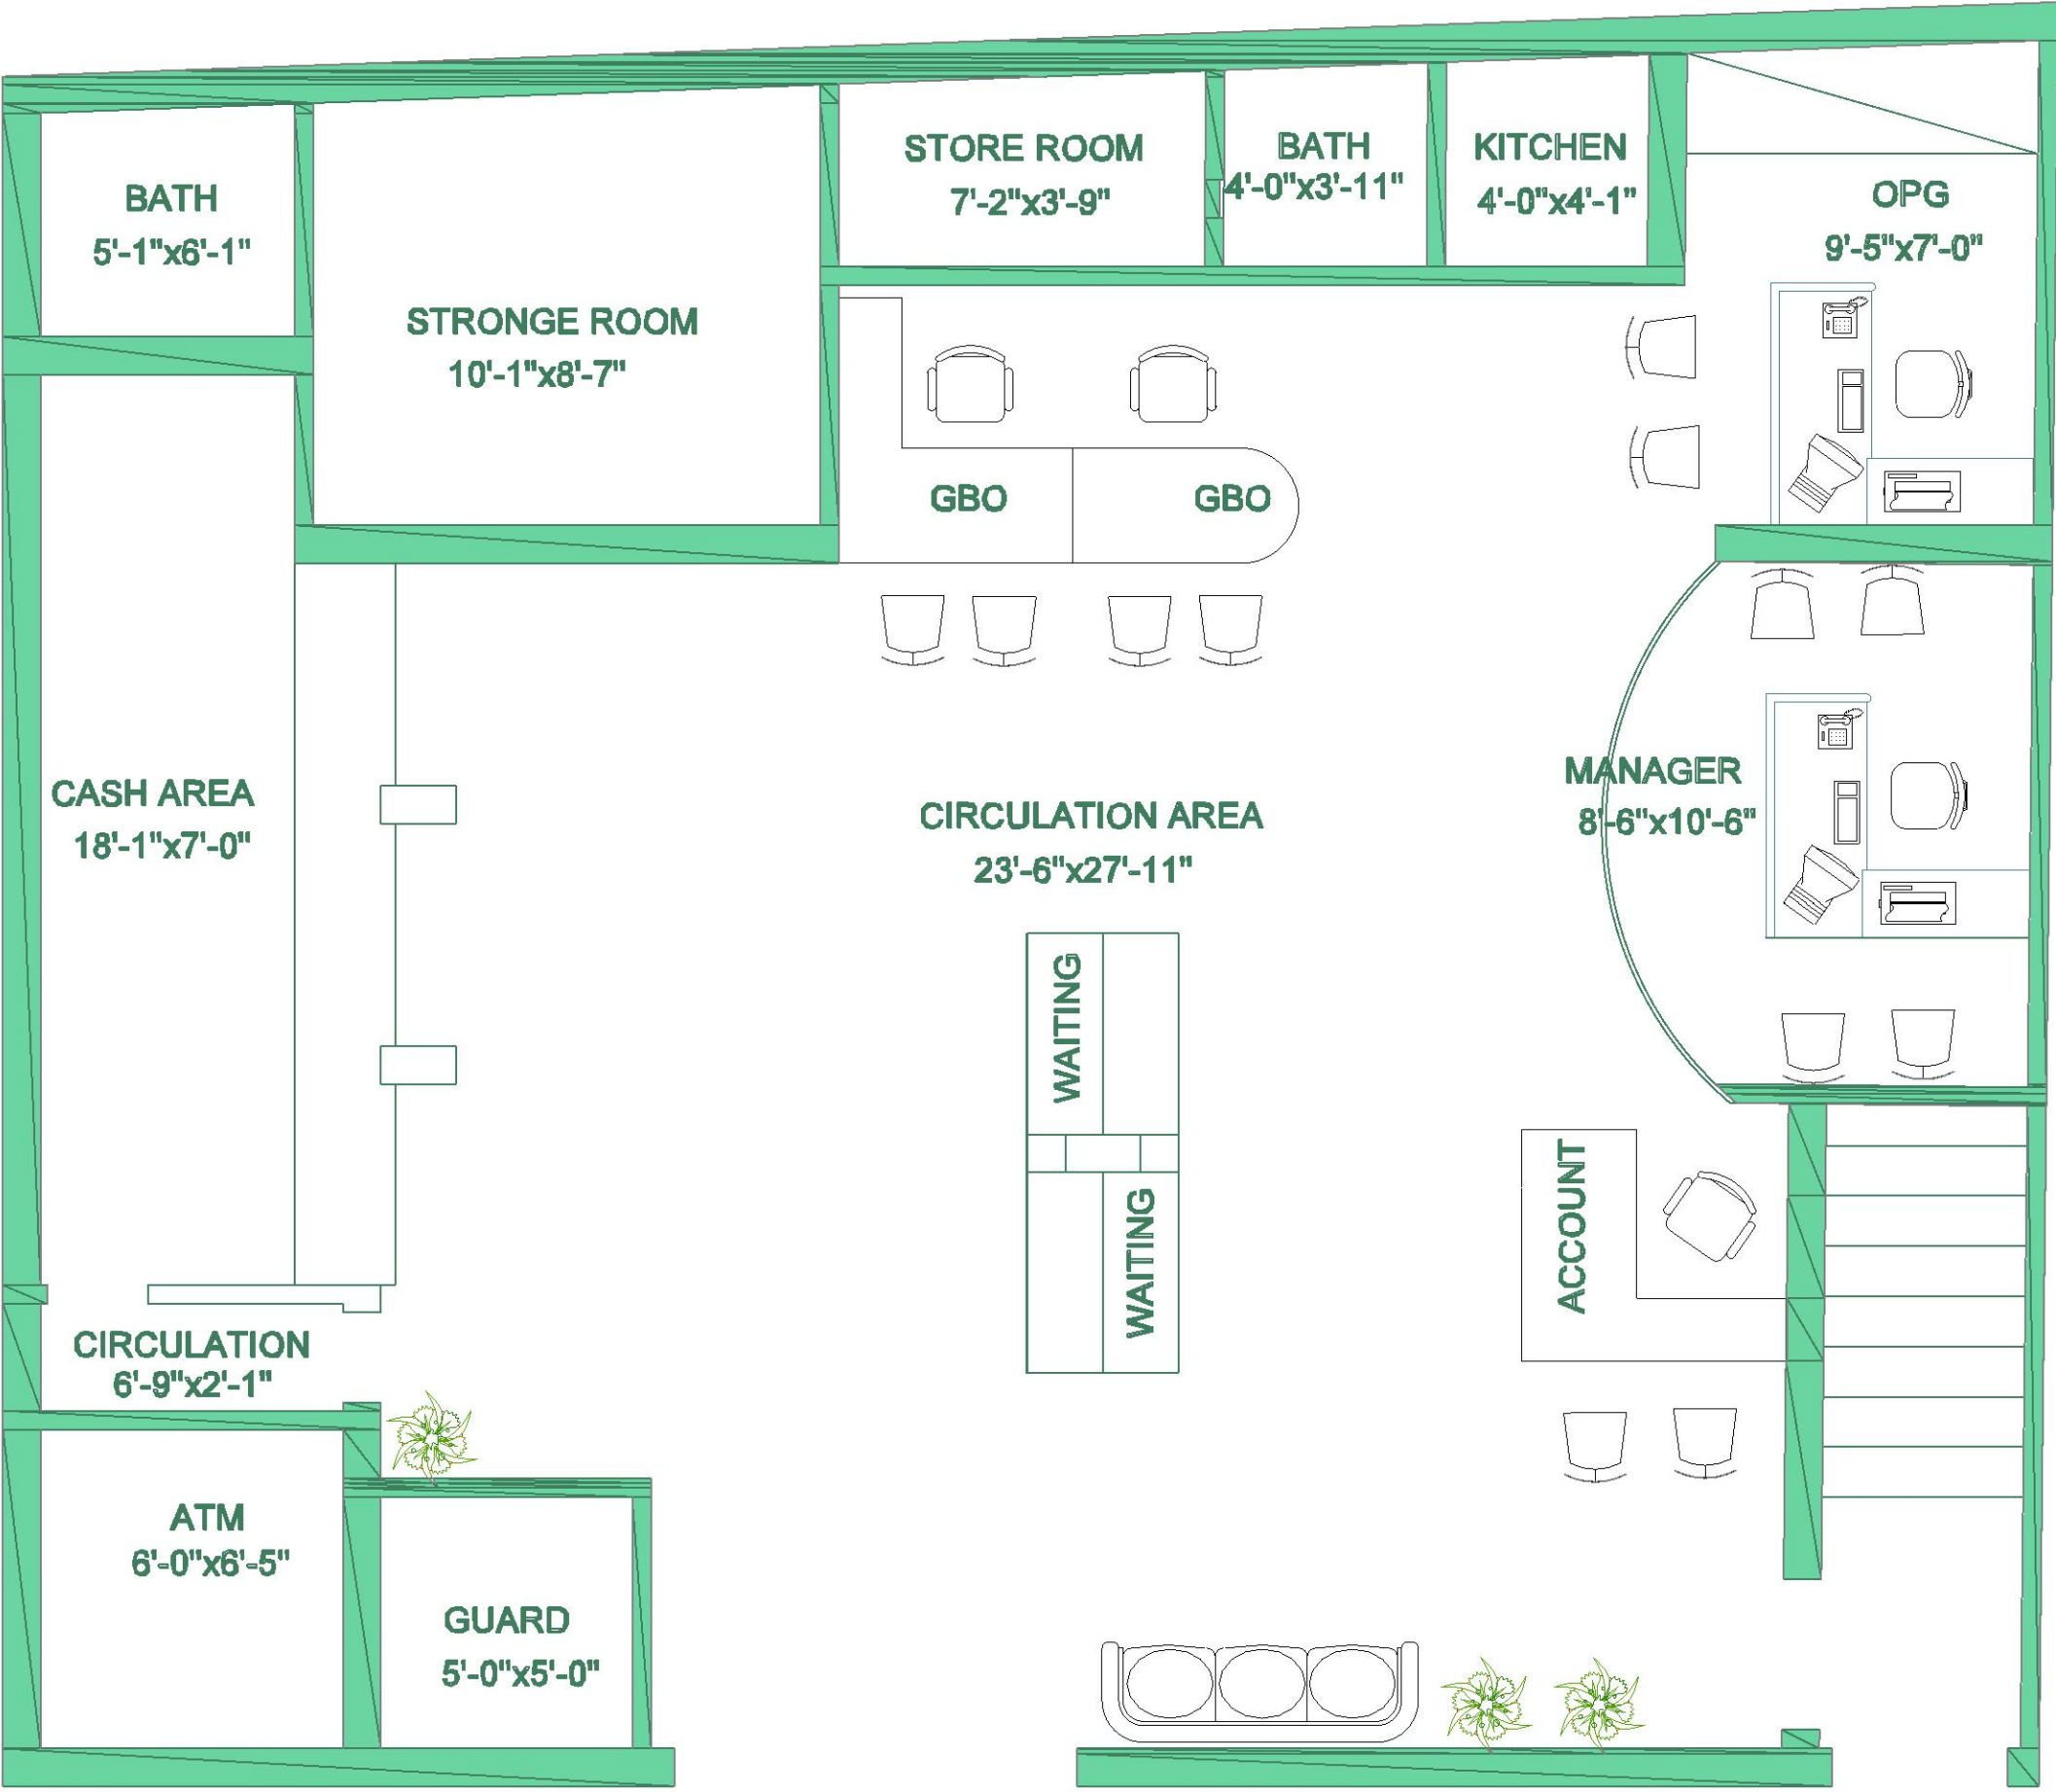 BATH
5'-1"x6'-1"
STRONGE ROOM
10'-1"x8'-7"
STORE ROOM
7'-2"x3'-9"
BATH
4'-0"x3'-11"
KITCHEN
4'-0"x4'-1"
OPG
9'-5"x7'-0"
GBO
GBO
CASH AREA
18'-1"x7'-0"
CIRCULATION AREA
23'-6"x27'-11"
MANAGER
8'-6"x10'-6"
WAITING
WAITING
ACCOUNT
CIRCULATION
6'-9"x2'-1"
ATM
6'-0"x6'-5"
GUARD
5'-0"x5'-0"